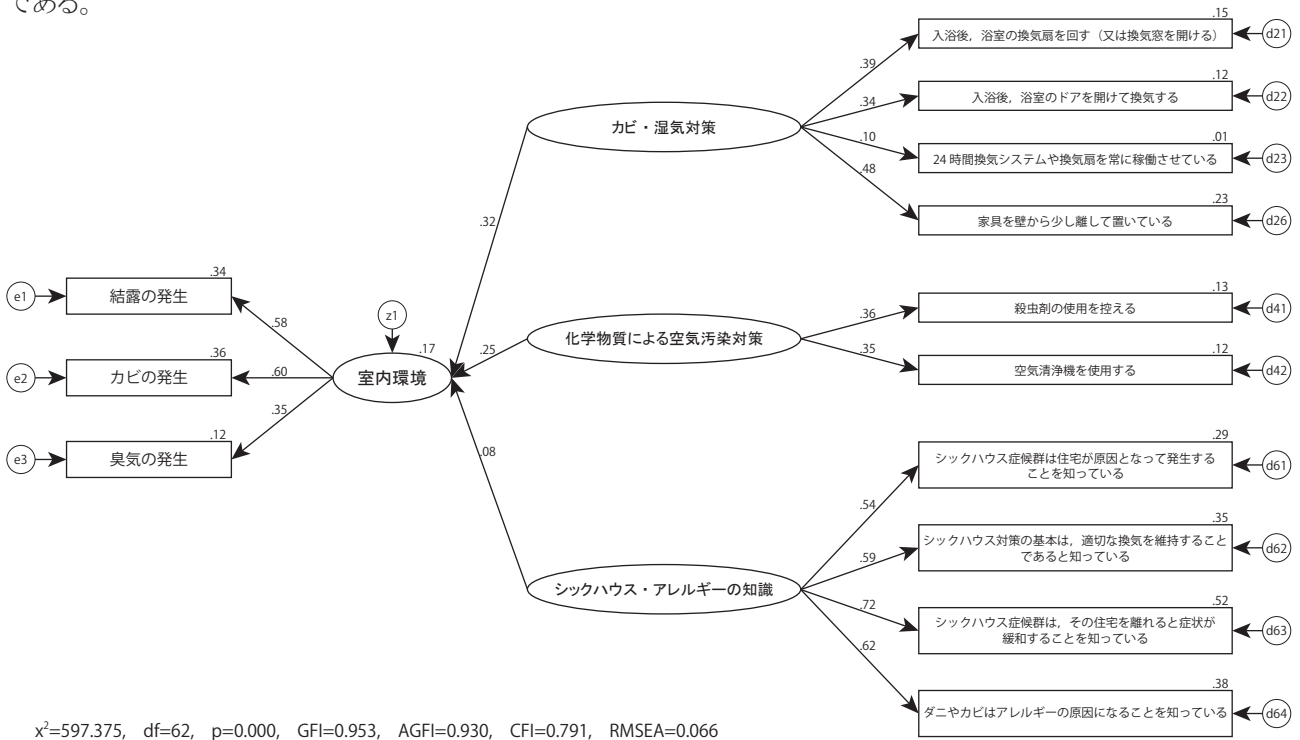 である。
.15
入浴後，浴室の換気扇を回す（又は換気窓を開ける）
d21
.39
.12
入浴後，浴室のドアを開けて換気する
d22
.34
カビ・湿気対策
.10
.01
24時間換気システムや換気扇を常に稼働させている
d23
.48
.23
家具を壁から少し離して置いている
d26
.32
.34
e1
結露の発生
.58
z1
.13
殺虫剤の使用を控える
d41
.36
化学物質による空気汚染対策
.25
.35
.12
空気清浄機を使用する
d42
.17
室内環境
.36
e2
カビの発生
.60
.35
.12
e3
臭気の発生
.08
.29
シックハウス症候群は住宅が原因となって発生する
ことを知っている
d61
.54
.35
シックハウス対策の基本は，適切な換気を維持すること
であると知っている
d62
.59
シックハウス・アレルギーの知識
.72
.52
シックハウス症候群は，その住宅を離れると症状が
緩和することを知っている
d63
.62
.38
ダニやカビはアレルギーの原因になることを知っている
d64
x²=597.375, df=62, p=0.000, GFI=0.953, AGFI=0.930, CFI=0.791, RMSEA=0.066